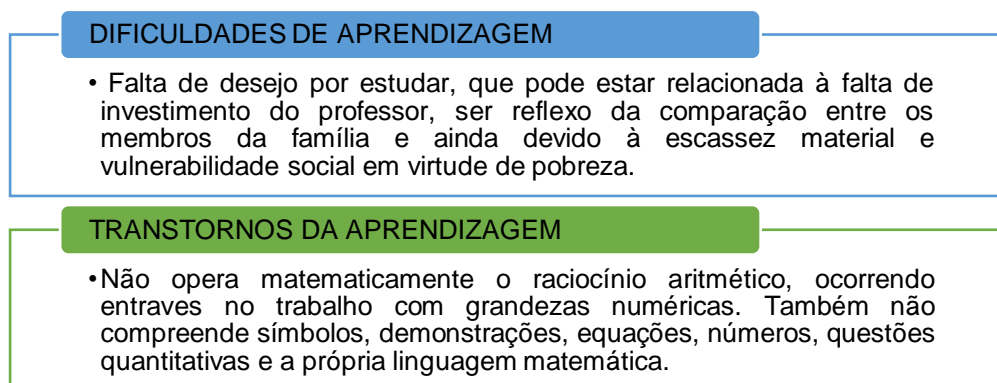 DIFICULDADES DE APRENDIZAGEM
• Falta de desejo por estudar, que pode estar relacionada à falta de
investimento do professor, ser reflexo da comparação entre os
membros da família e ainda devido à escassez material e
vulnerabilidade social em virtude de pobreza.
TRANSTORNOS DA APRENDIZAGEM
•Não opera matematicamente o raciocínio aritmético, ocorrendo
entraves no trabalho com grandezas numéricas. Também não
compreende símbolos, demonstrações, equações, números, questões
quantitativas e a própria linguagem matemática.